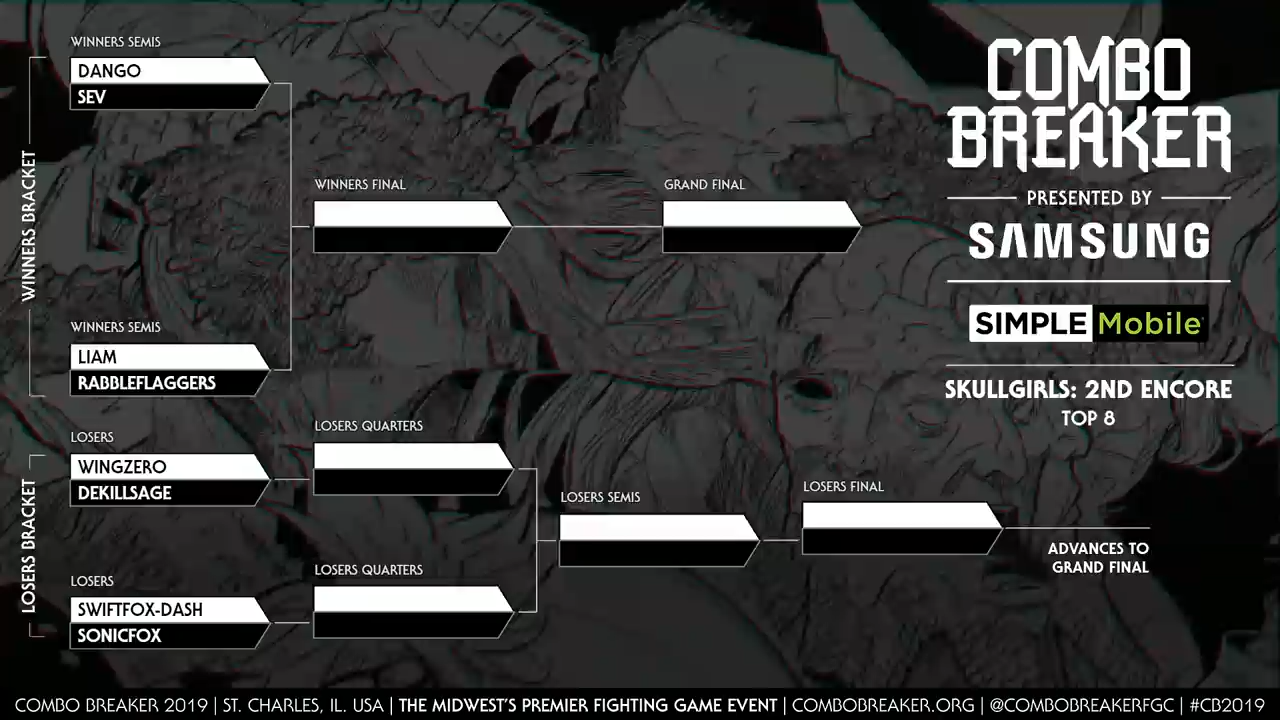 WINNERS BRACKET
WINNERS SEMIS
DANGO
SEV
WINNERS FINAL
GRAND FINAL
WINNERS SEMIS
LIAM
RABBLEFLAGGERS
LOSERS BRACKET
LOSERS
WINGZERO
DEKILLSAGE
LOSERS QUARTERS
LOSERS SEMIS
LOSERS FINAL
ADVANCES TO
GRAND FINAL
LOSERS
SWIFTFOX-DASH
SONICFOX
LOSERS QUARTERS
COMBO
BREAKER
PRESENTED BY
SAMSUNG
SIMPLE Mobile
SKULLGIRLS: 2ND ENCORE
TOP 8
COMBO BREAKER 2019 | ST. CHARLES, IL. USA | THE MIDWEST'S PREMIER FIGHTING GAME EVENT | COMBOBREAKER.ORG | @COMBOBREAKERFGC | #CB2019